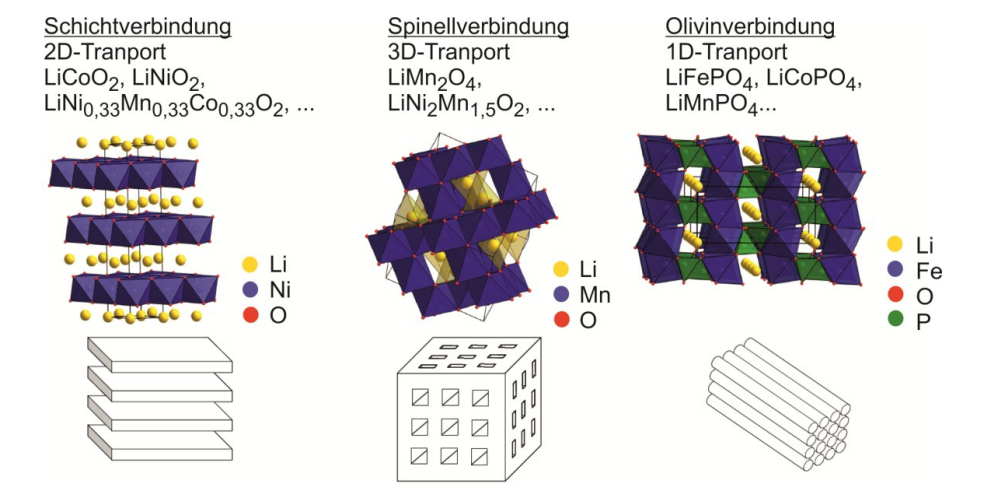 Schichtverbindung
2D-Tranport
LiCoO₂, LiNiO₂,
LiNi₀,₃₃Mn₀,₃₃Co₀,₃₃O₂, ...
Li
Ni
O
Spinellverbindung
3D-Tranport
LiMn₂O₄,
LiNi₂Mn₁,₅O₂, ...
Li
Mn
O
Olivinverbindung
1D-Tranport
LiFePO₄, LiCoPO₄,
LiMnPO₄...
Li
Fe
O
P